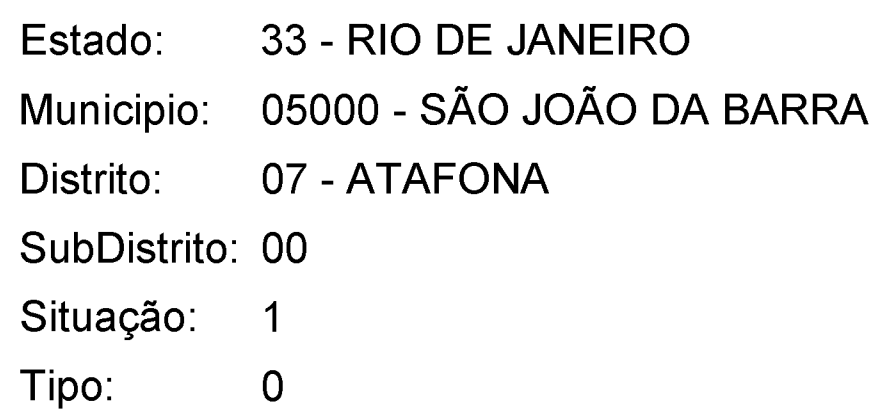 Estado: 33 - RIO DE JANEIRO
Municipio: 05000 - SÃO JOÃO DA BARRA
Distrito: 07 - ATAFONA
SubDistrito: 00
Situação: 1
Tipo: 0